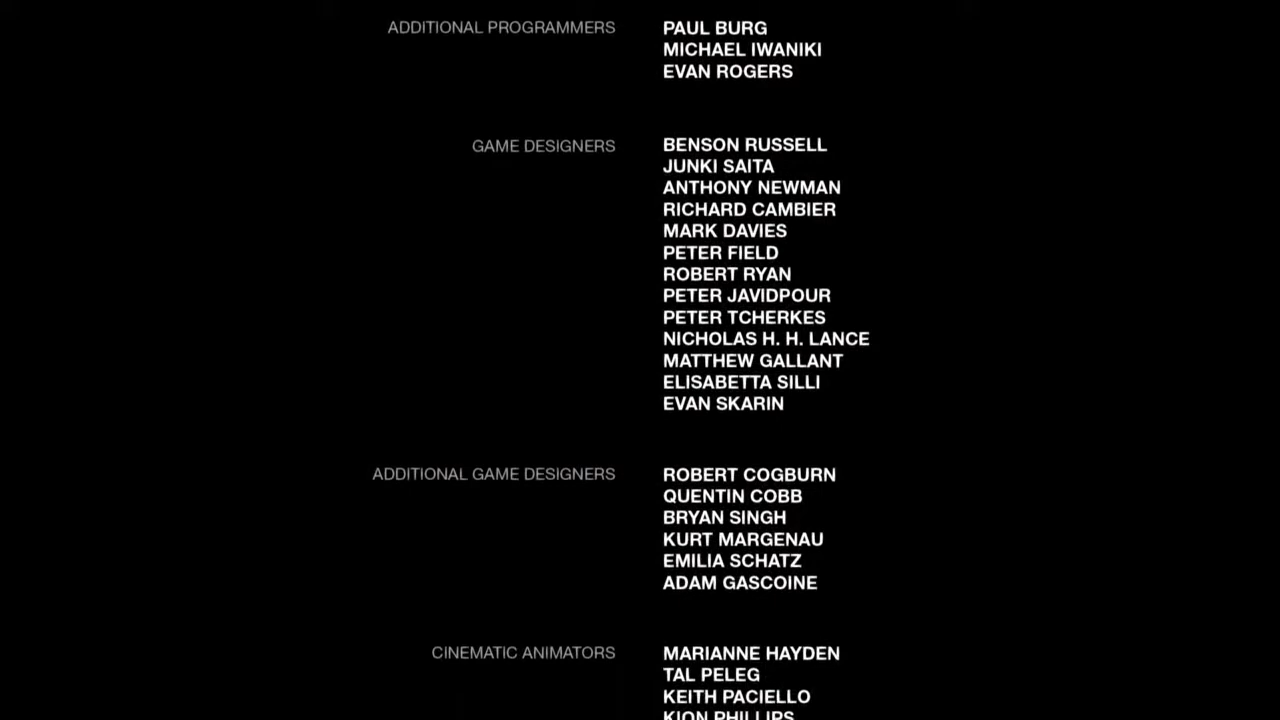 ADDITIONAL PROGRAMMERS PAUL BURG
MICHAEL IWANIKI
EVAN ROGERS
GAME DESIGNERS BENSON RUSSELL
JUNKI SAITA
ANTHONY NEWMAN
RICHARD CAMBIER
MARK DAVIES
PETER FIELD
ROBERT RYAN
PETER JAVIDPOUR
PETER TCHERKES
NICHOLAS H. H. LANCE
MATTHEW GALLANT
ELISABETTA SILLI
EVAN SKARIN
ADDITIONAL GAME DESIGNERS ROBERT COGBURN
QUENTIN COBB
BRYAN SINGH
KURT MARGENAU
EMILIA SCHATZ
ADAM GASCOINE
CINEMATIC ANIMATORS MARIANNE HAYDEN
TAL PELEG
KEITH PACIELLO
KION PHILLIPS